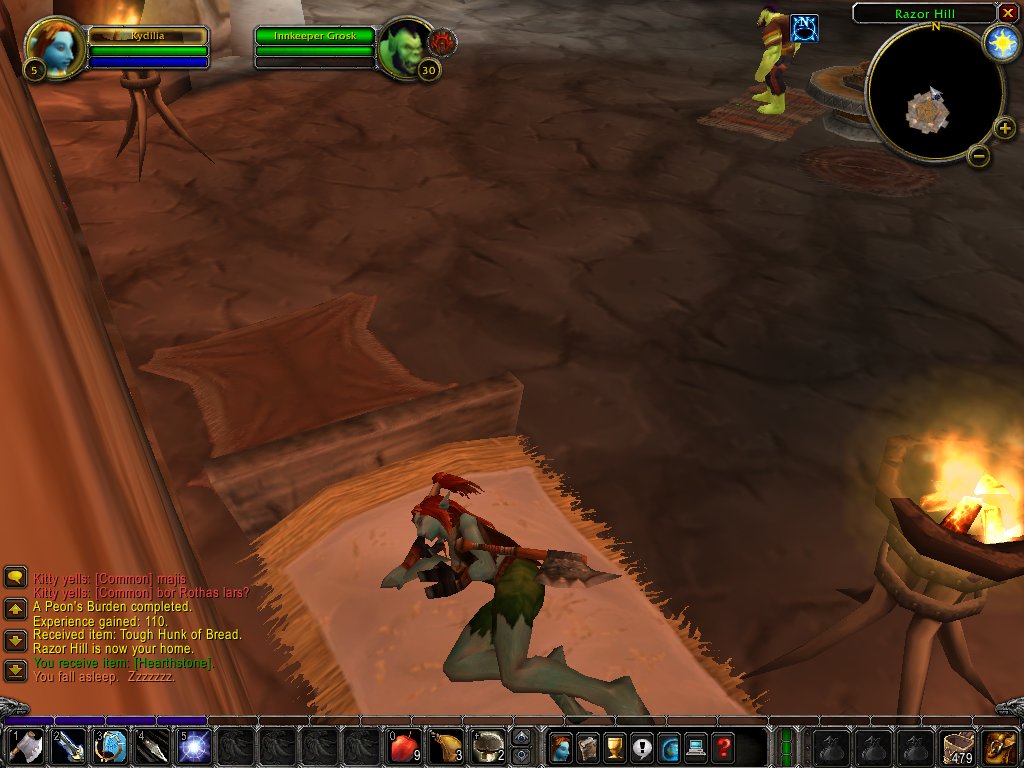 Kydilia
5
Innkeeper Grosk
30
Razor Hill
N
Kitty yells: [Common] majis
Kitty yells: [Common] bor Rothas lars?
A Peon's Burden completed.
Experience gained: 110.
Received item: Tough Hunk of Bread.
Razor Hill is now your home.
You receive item: [Hearthstone].
You fall asleep. Zzzzzzz.
1 2 3 4 5 0 9 3 2 479